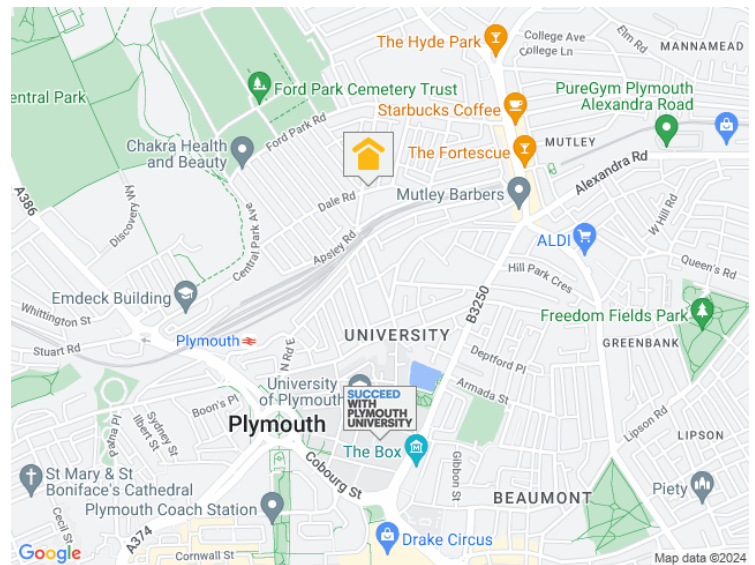 The Hyde Park
College Ave
College Ln
Elm Rd
MANNAMEAD
entral Park
Ford Park Cemetery Trust
PureGym Plymouth
Alexandra Road
Starbucks Coffee
Ford Park Rd
Chakra Health
and Beauty
MUTLEY
The Fortescue
Alexandra Rd
A386
Discovery Wy
Dale Rd
Mutley Barbers
Central Park Ave
Apsley Rd
W Hill Rd
ALDI
Hill Park Cres
Queen's Rd
Emdeck Building
B3250
Whittington St
Freedom Fields Park
Stuart Rd
Plymouth
N Rd E
UNIVERSITY
GREENBANK
Deptford Pl
University
of Plymouth
Armada St
SUCCEED
WITH
PLYMOUTH
UNIVERSITY
Boon's Pl
Patna Pl
Sydney St
Ilbert St
Plymouth
Lipson Rd
LIPSON
The Box
Cobourg St
Gibbon St
St Mary & St
Boniface's Cathedral
Piety
BEAUMONT
Plymouth Coach Station
Cecil St
A374
Drake Circus
Cornwall St
Google
Map data ©2024